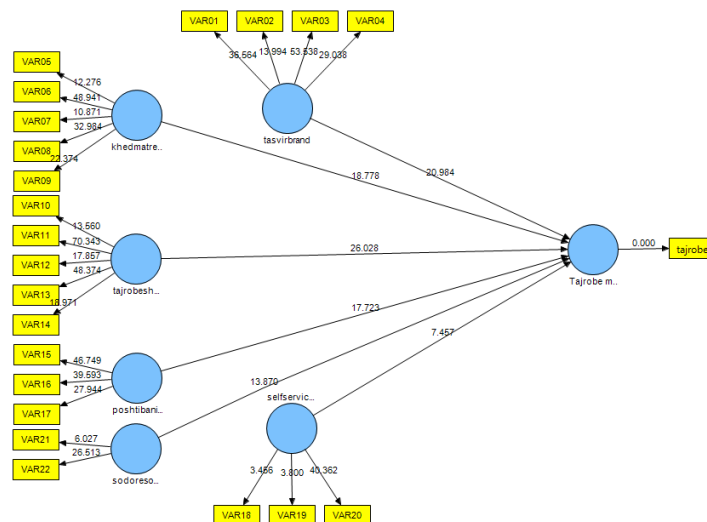 VAR01
VAR02
VAR03
VAR04
36.564
13.994
53.538
29.038
tasvirbrand
VAR05
VAR06
VAR07
VAR08
VAR09
12.276
48.941
10.871
32.984
22.374
khedmatre...
18.778
20.984
VAR10
VAR11
VAR12
VAR13
VAR14
13.560
70.343
17.857
48.374
18.971
tajrobesh...
26.028
Tajrobe m...
0.000
tajrobe
VAR15
VAR16
VAR17
46.749
39.593
27.944
poshtibani...
17.723
VAR21
VAR22
6.027
26.513
sodoreso...
13.870
selfservic...
7.457
3.466
3.800
40.362
VAR18
VAR19
VAR20